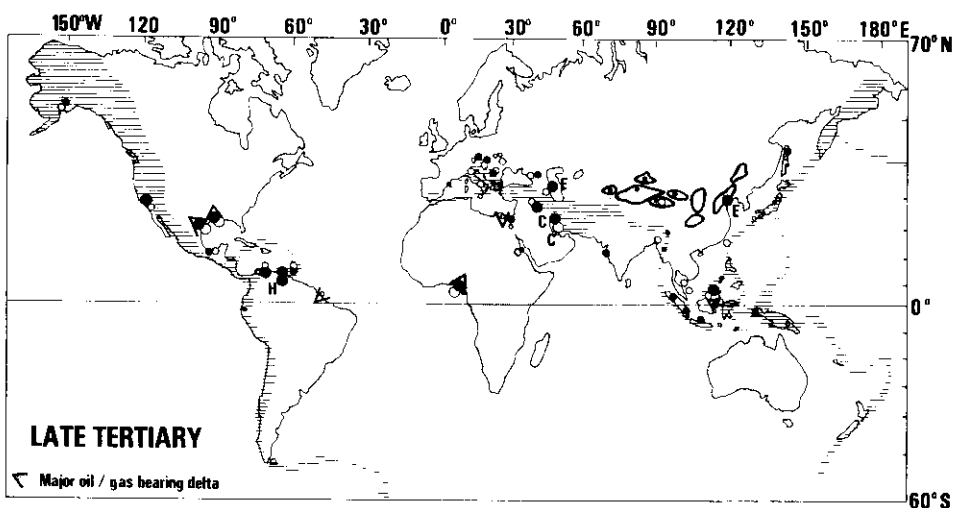 150°W 120 90 60 30 0° 30 60 90 120 150 180°E
70°N
E
E
C
C
H
0°
LATE TERTIARY
Major oil / gas bearing delta
60°S